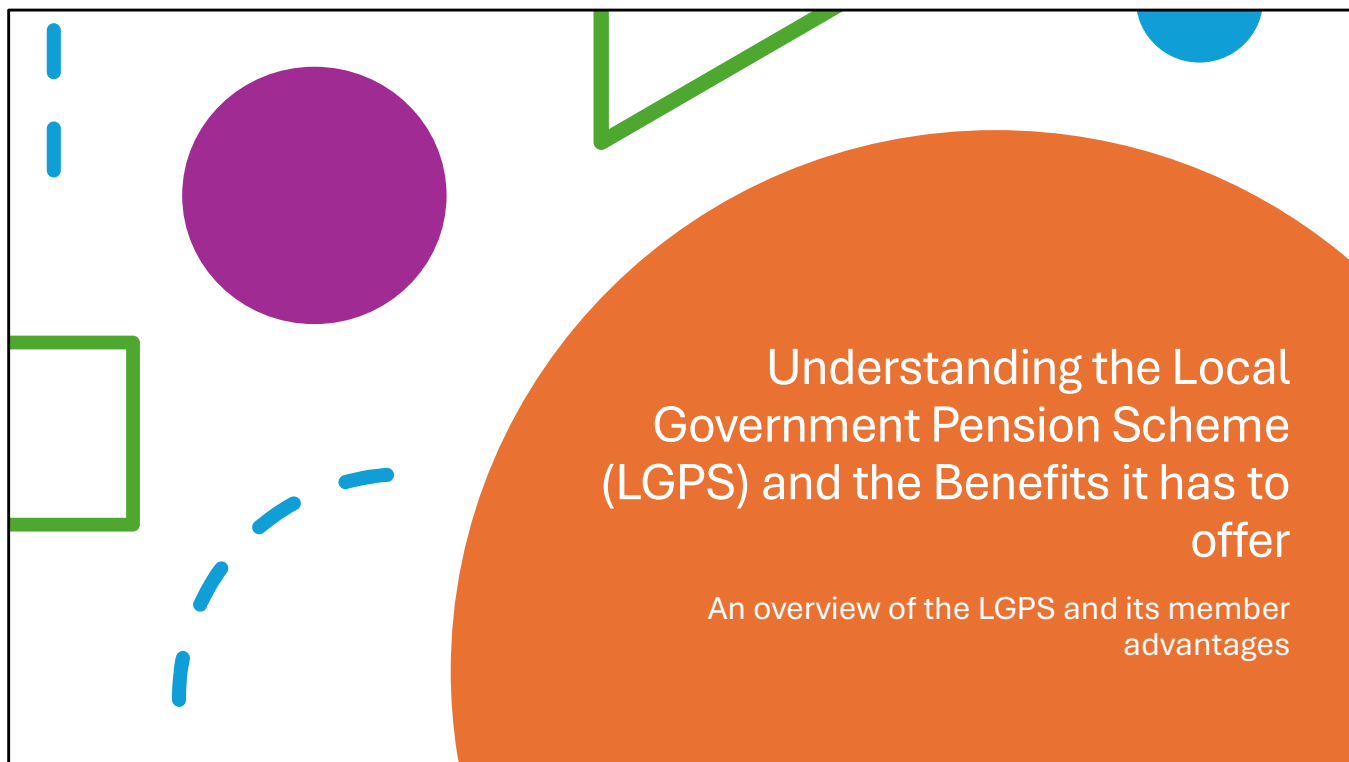 Understanding the Local
Government Pension Scheme
(LGPS) and the Benefits it has to
offer
An overview of the LGPS and its member
advantages